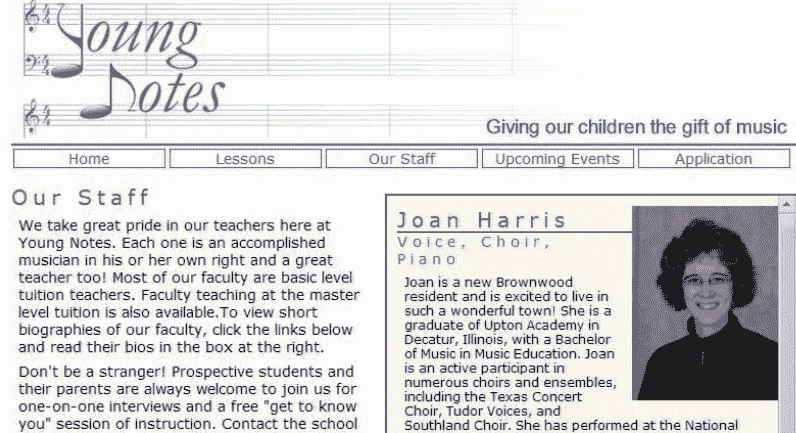 Young
Notes
Giving our children the gift of music
Home
Lessons
Our Staff
Upcoming Events
Application
Our Staff
We take great pride in our teachers here at
Young Notes. Each one is an accomplished
musician in his or her own right and a great
teacher too! Most of our faculty are basic level
tuition teachers. Faculty teaching at the master
level tuition is also available.To view short
biographies of our faculty, click the links below
and read their bios in the box at the right.
Don't be a stranger! Prospective students and
their parents are always welcome to join us for
one-on-one interviews and a free "get to know
you" session of instruction. Contact the school
Joan Harris
Voice, Choir,
Piano
Joan is a new Brownwood
resident and is excited to live in
such a wonderful town! She is a
graduate of Upton Academy in
Decatur, Illinois, with a Bachelor
of Music in Music Education. Joan
is an active participant in
numerous choirs and ensembles,
including the Texas Concert
Choir, Tudor Voices, and
Southland Choir. She has performed at the National